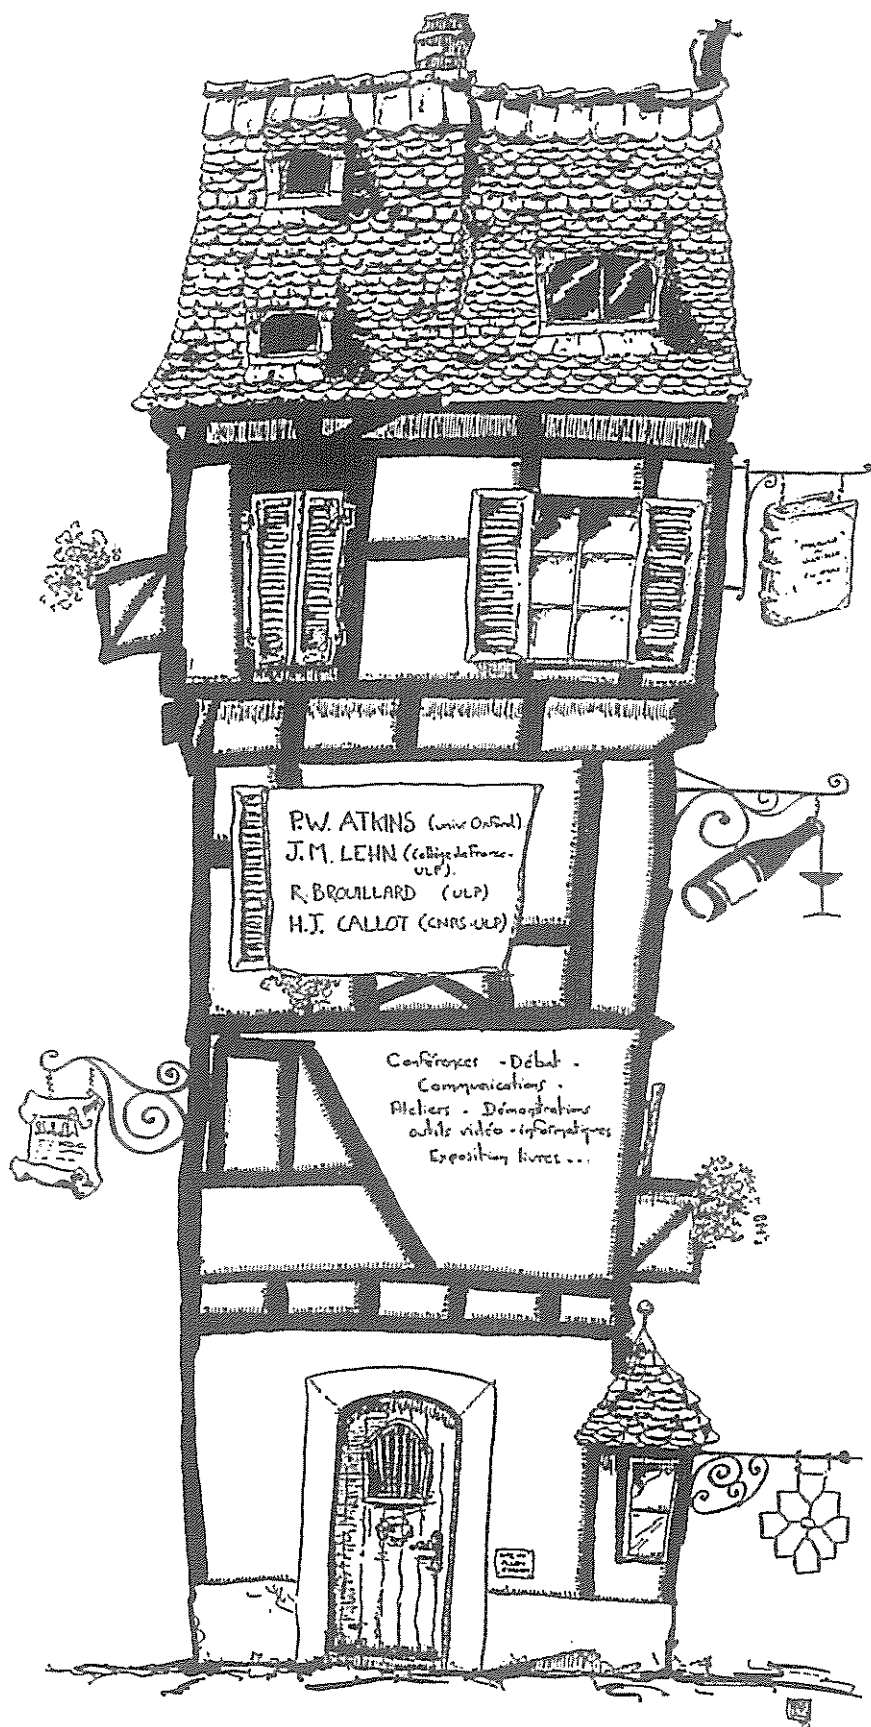 P.W. ATKINS (univ Oxford)
J.M. LEHN (Collège de France-
ULP).
R. BROUILLARD (ULP)
H.J. CALLOT (CNRS-ULP)
Conférences - Débat -
Communications -
Ateliers - Démonstrations
outils vidéo - informatiques
Exposition livres ...